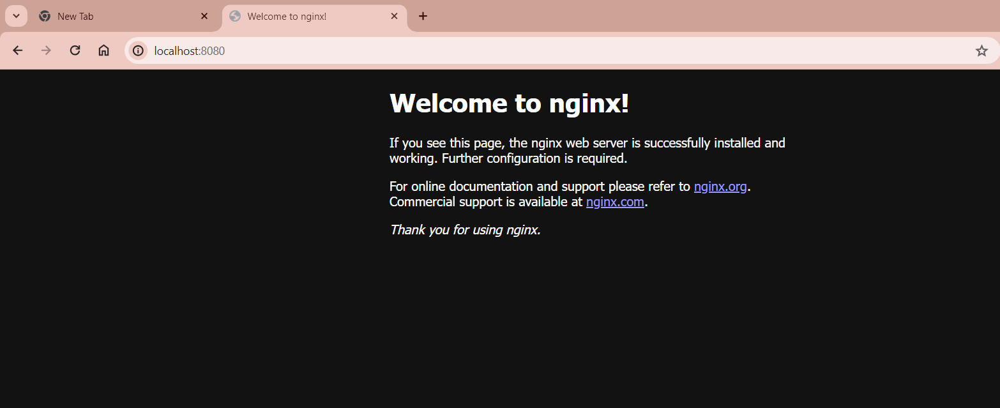 New Tab
Welcome to nginx!
localhost:8080
Welcome to nginx!
If you see this page, the nginx web server is successfully installed and
working. Further configuration is required.
For online documentation and support please refer to nginx.org.
Commercial support is available at nginx.com.
Thank you for using nginx.